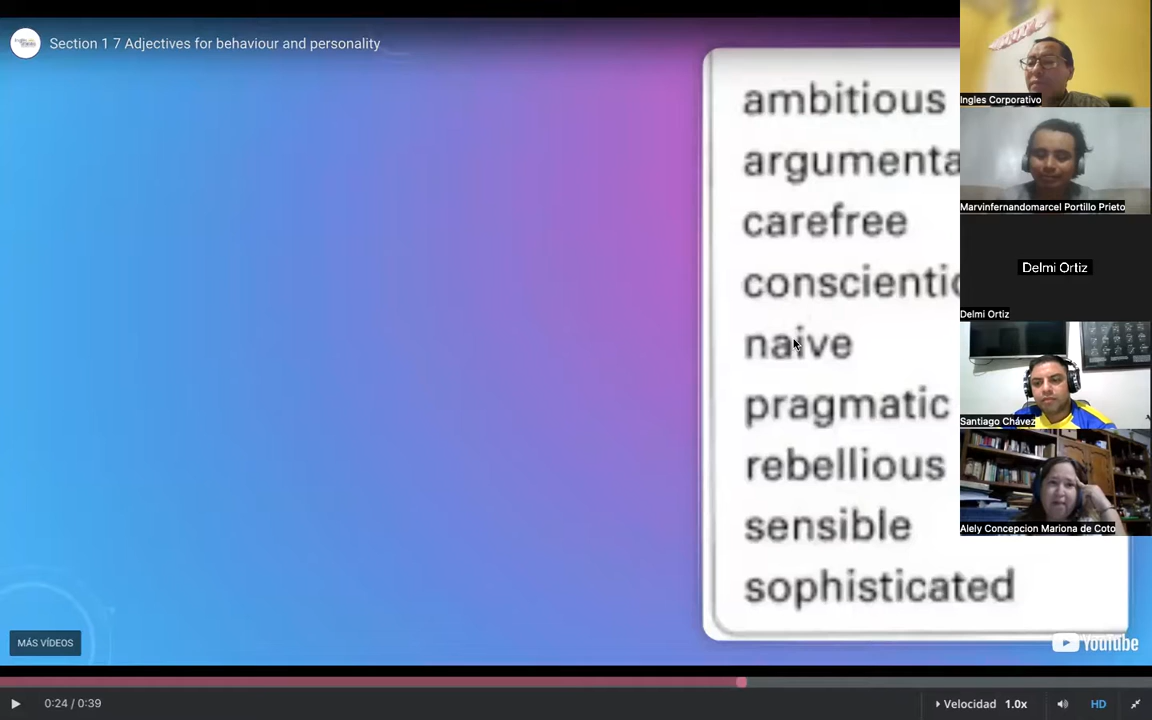 Section 1 7 Adjectives for behaviour and personality
ambitious
argumenta
carefree
conscientio
naive
pragmatic
rebellious
sensible
sophisticated
Ingles Corporativo
Marvinfernandomarcel Portillo Prieto
Delmi Ortiz
Delmi Ortiz
Santiago Chávez
Alely Concepcion Mariona de Coto
MÁS VÍDEOS
YouTube
0:24 / 0:39
Velocidad 1.0x
HD